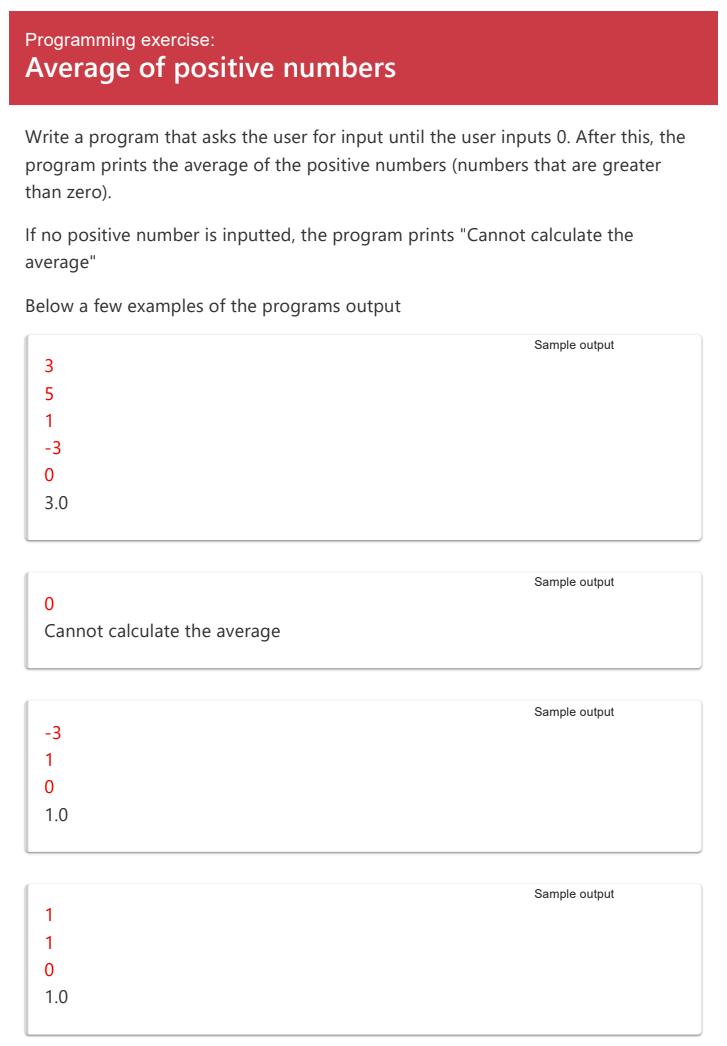 Programming exercise:
Average of positive numbers
Write a program that asks the user for input until the user inputs 0. After this, the
program prints the average of the positive numbers (numbers that are greater
than zero).
If no positive number is inputted, the program prints "Cannot calculate the
average"
Below a few examples of the programs output
Sample output
3
5
1
-3
0
3.0
Sample output
0
Cannot calculate the average
Sample output
-3
1
0
1.0
Sample output
1
1
0
1.0